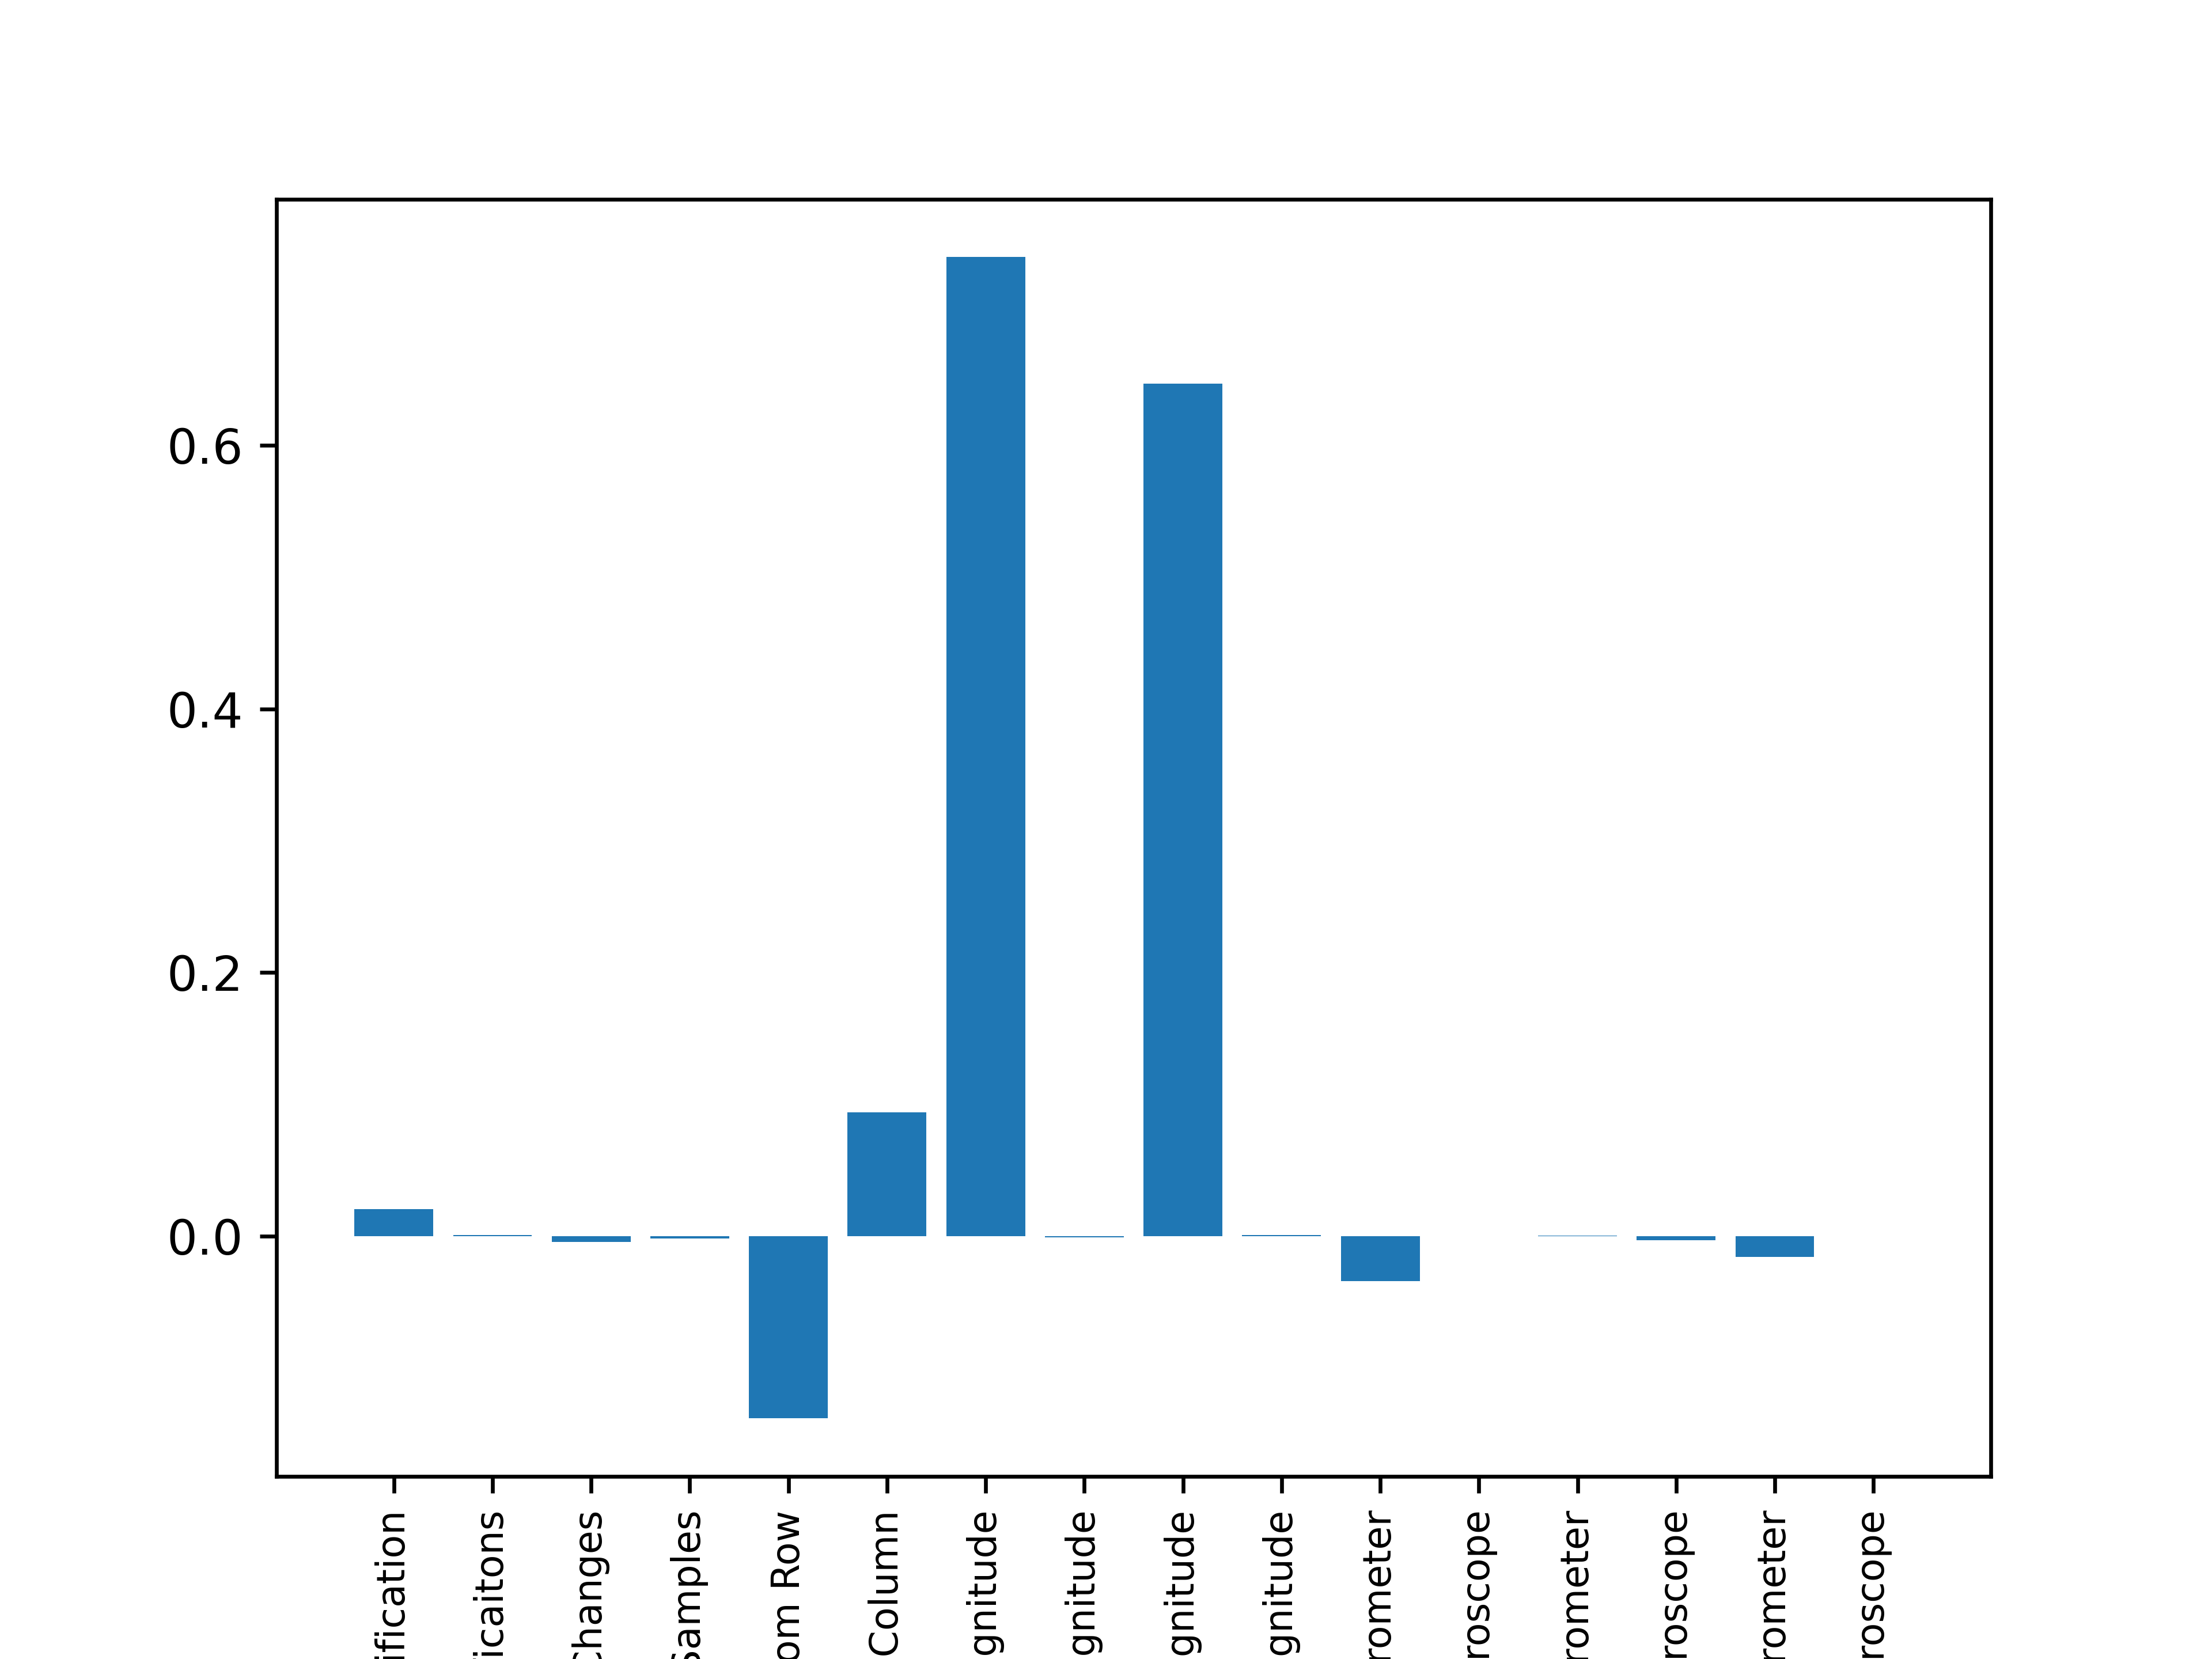 0.6
0.4
0.2
0.0
ification
icaitons
Changes
Samples
om Row
Column
gnitude
gnitude
gnitude
gnitude
rometer
roscope
rometer
roscope
rometer
roscope